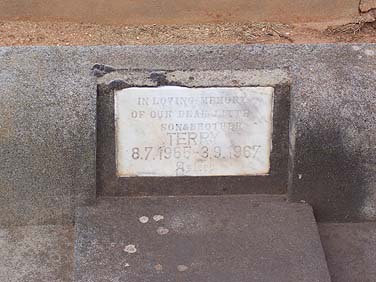 IN LOVING MEMORY
OF OUR DEAR LITTLE
SON & BROTHER
TERRY
8.7.1966-3.9.1967